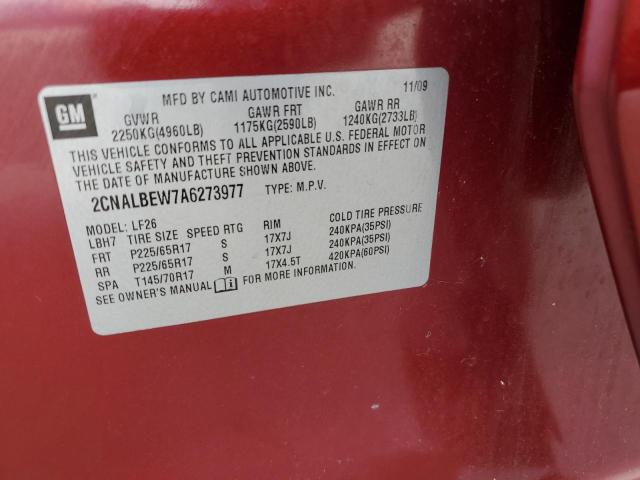 GM
MFD BY CAMI AUTOMOTIVE INC. 11/09
GVWR GAWR FRT GAWR RR
2250KG(4960LB) 1175KG(2590LB) 1240KG(2733LB)
THIS VEHICLE CONFORMS TO ALL APPLICABLE U.S. FEDERAL MOTOR
VEHICLE SAFETY AND THEFT PREVENTION STANDARDS IN EFFECT ON
THE DATE OF MANUFACTURE SHOWN ABOVE.
2CNALBEW7A6273977 TYPE: M.P.V.
MODEL: LF26
LBH7 TIRE SIZE SPEED RTG RIM COLD TIRE PRESSURE
FRT P225/65R17 S 17X7J 240KPA(35PSI)
RR P225/65R17 S 17X7J 240KPA(35PSI)
SPA T145/70R17 M 17X4.5T 420KPA(60PSI)
SEE OWNER'S MANUAL FOR MORE INFORMATION.